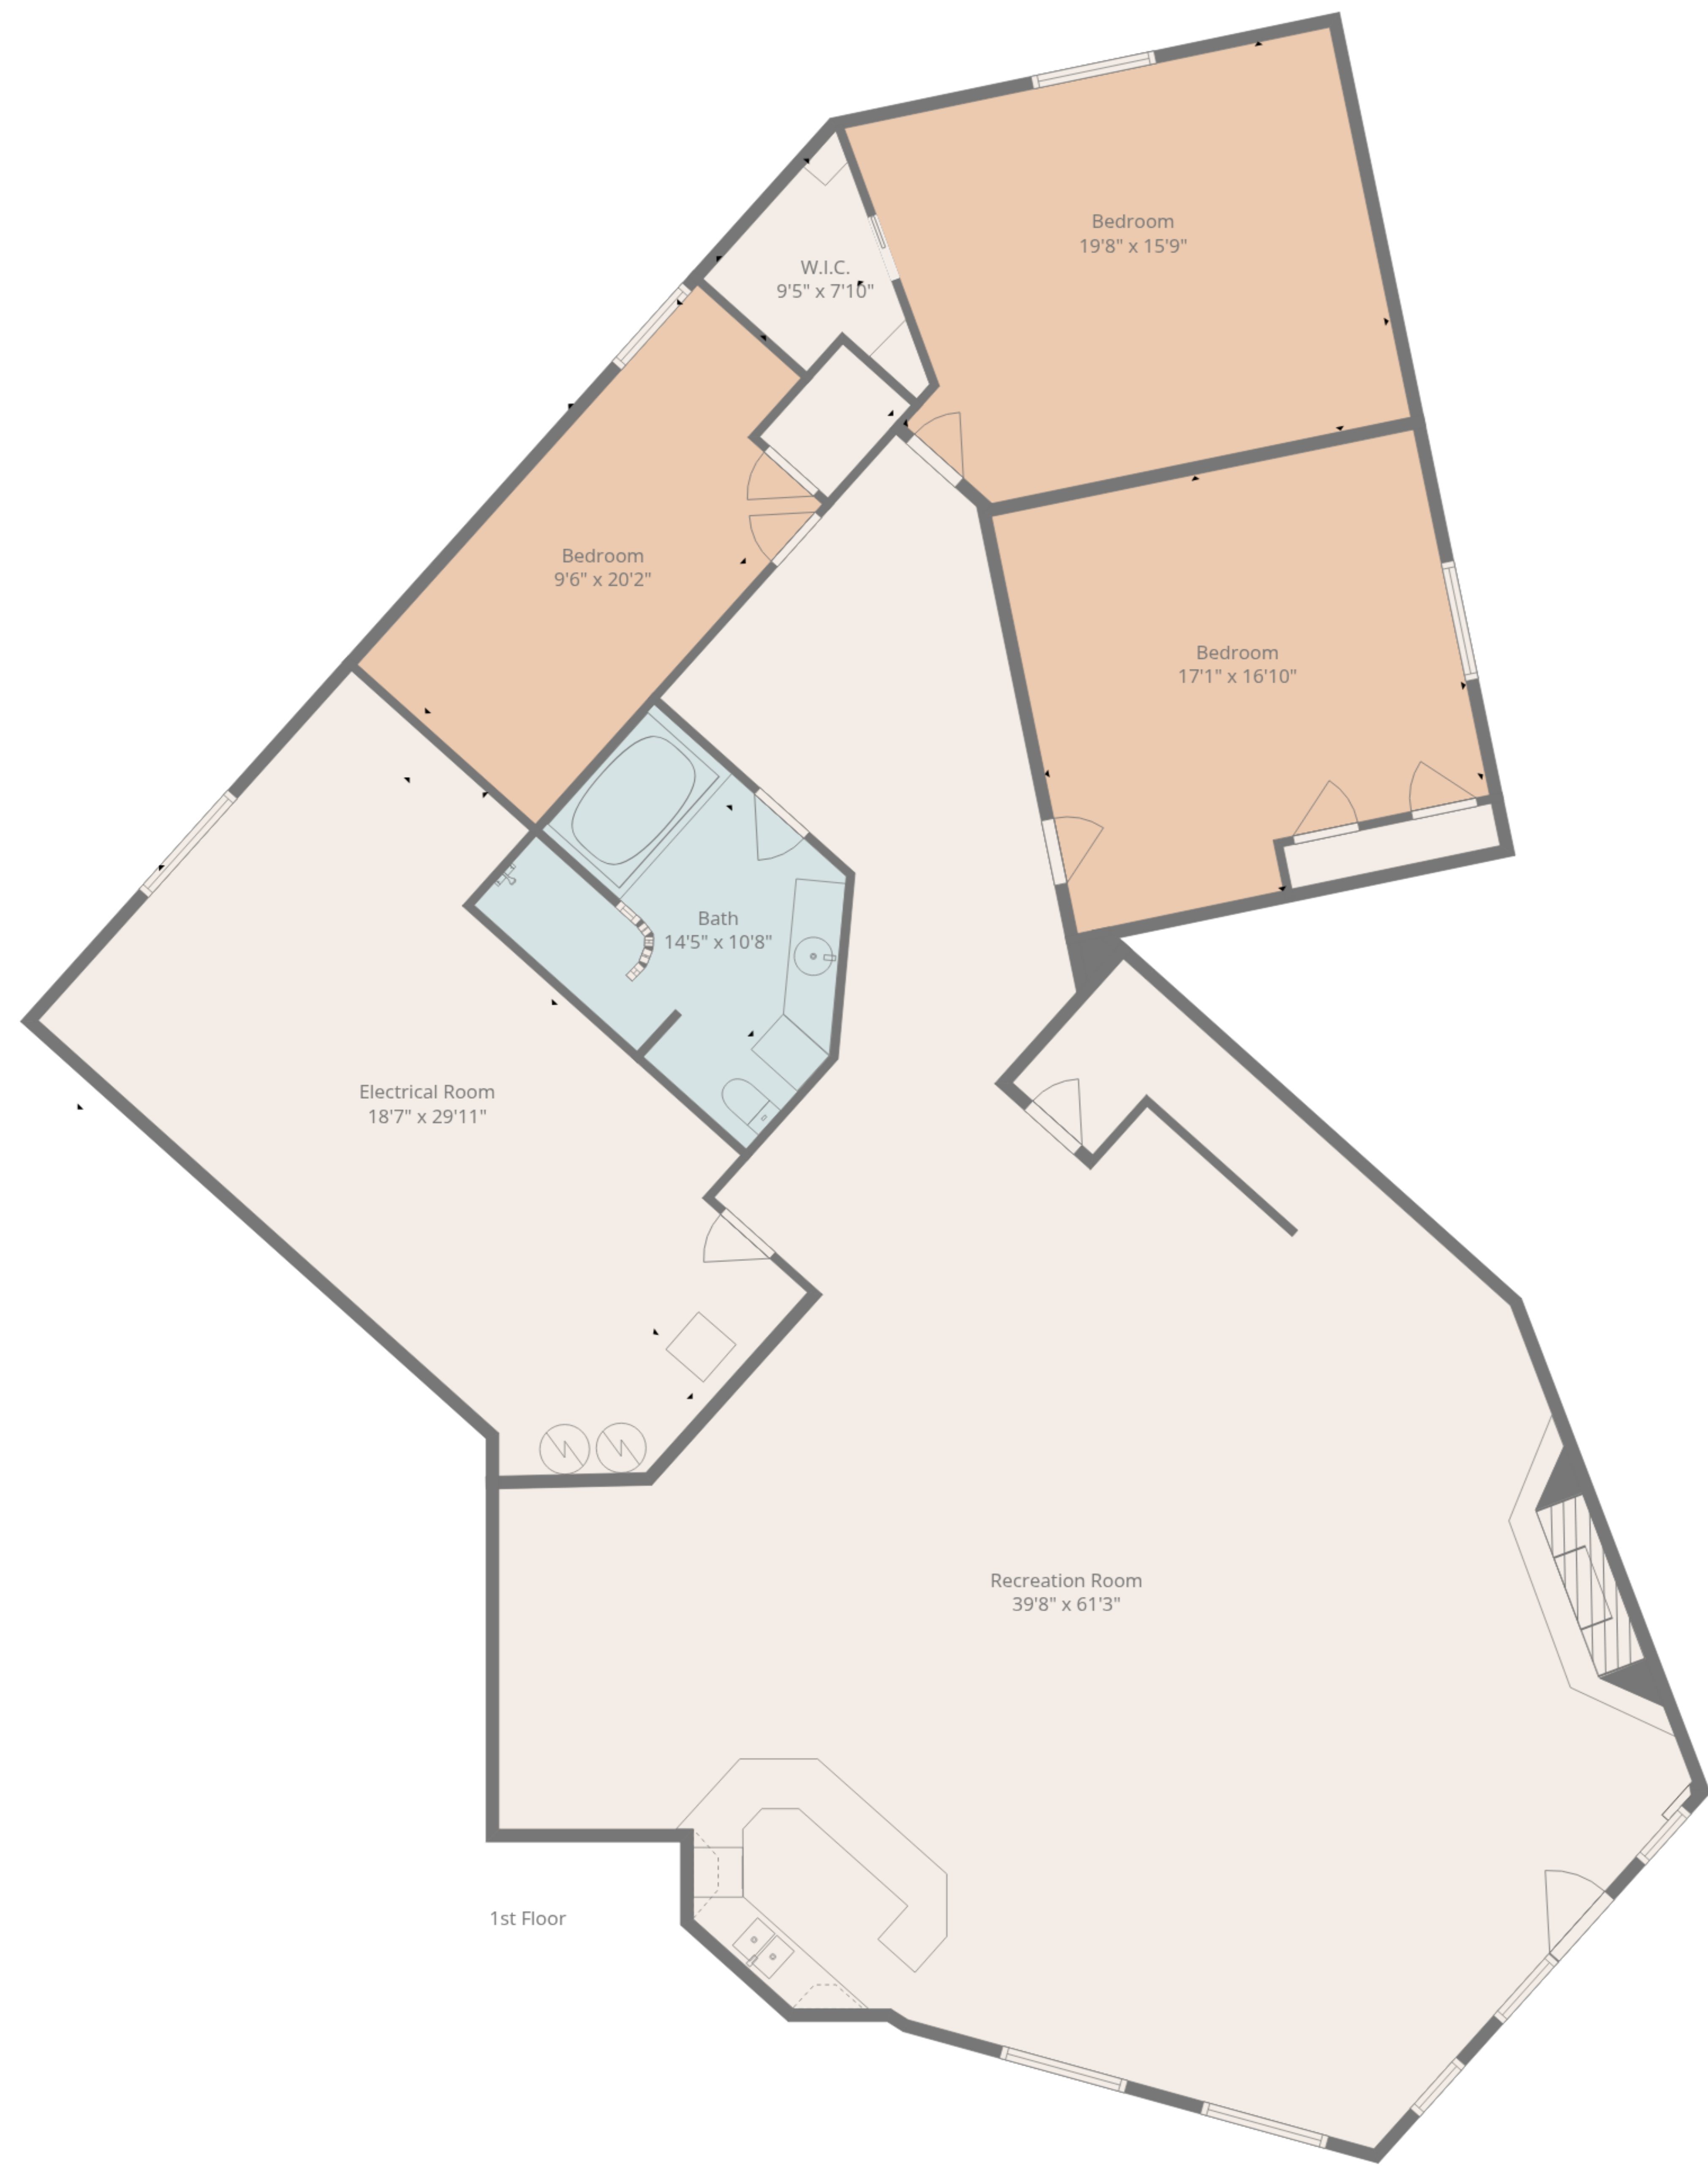 Bedroom
19'8" x 15'9"
W.I.C.
9'5" x 7'10"
Bedroom
9'6" x 20'2"
Bedroom
17'1" x 16'10"
Bath
14'5" x 10'8"
Electrical Room
18'7" x 29'11"
Recreation Room
39'8" x 61'3"
1st Floor